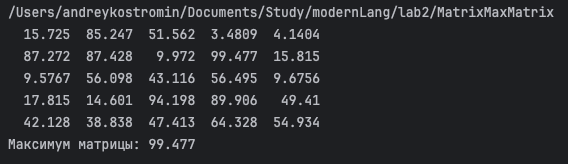 /Users/andreykostromin/Documents/Study/modernLang/lab2/MatrixMaxMatrix
15.725 85.247 51.562 3.4809 4.1404
87.272 87.428 9.972 99.477 15.815
9.5767 56.098 43.116 56.495 9.6756
17.815 14.601 94.198 89.906 49.41
42.128 38.838 47.413 64.328 54.934
Максимум матрицы: 99.477